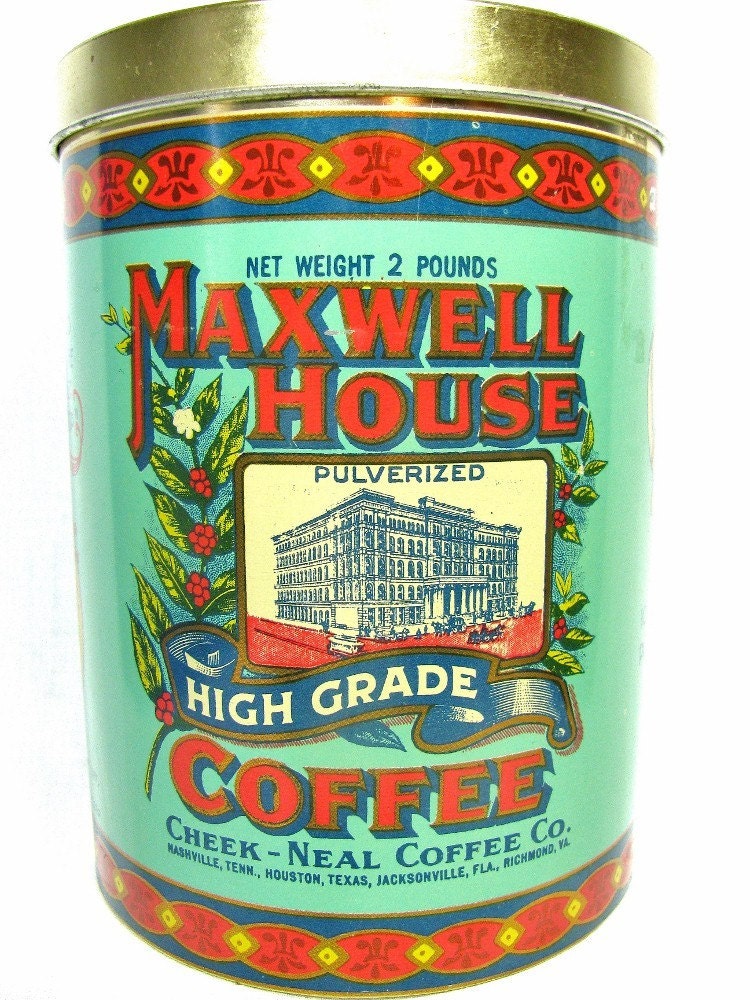 NET WEIGHT 2 POUNDS
MAXWELL
HOUSE
PULVERIZED
HIGH GRADE
COFFEE
CHEEK-NEAL COFFEE CO.
NASHVILLE, TENN., HOUSTON, TEXAS, JACKSONVILLE, FLA., RICHMOND, VA.